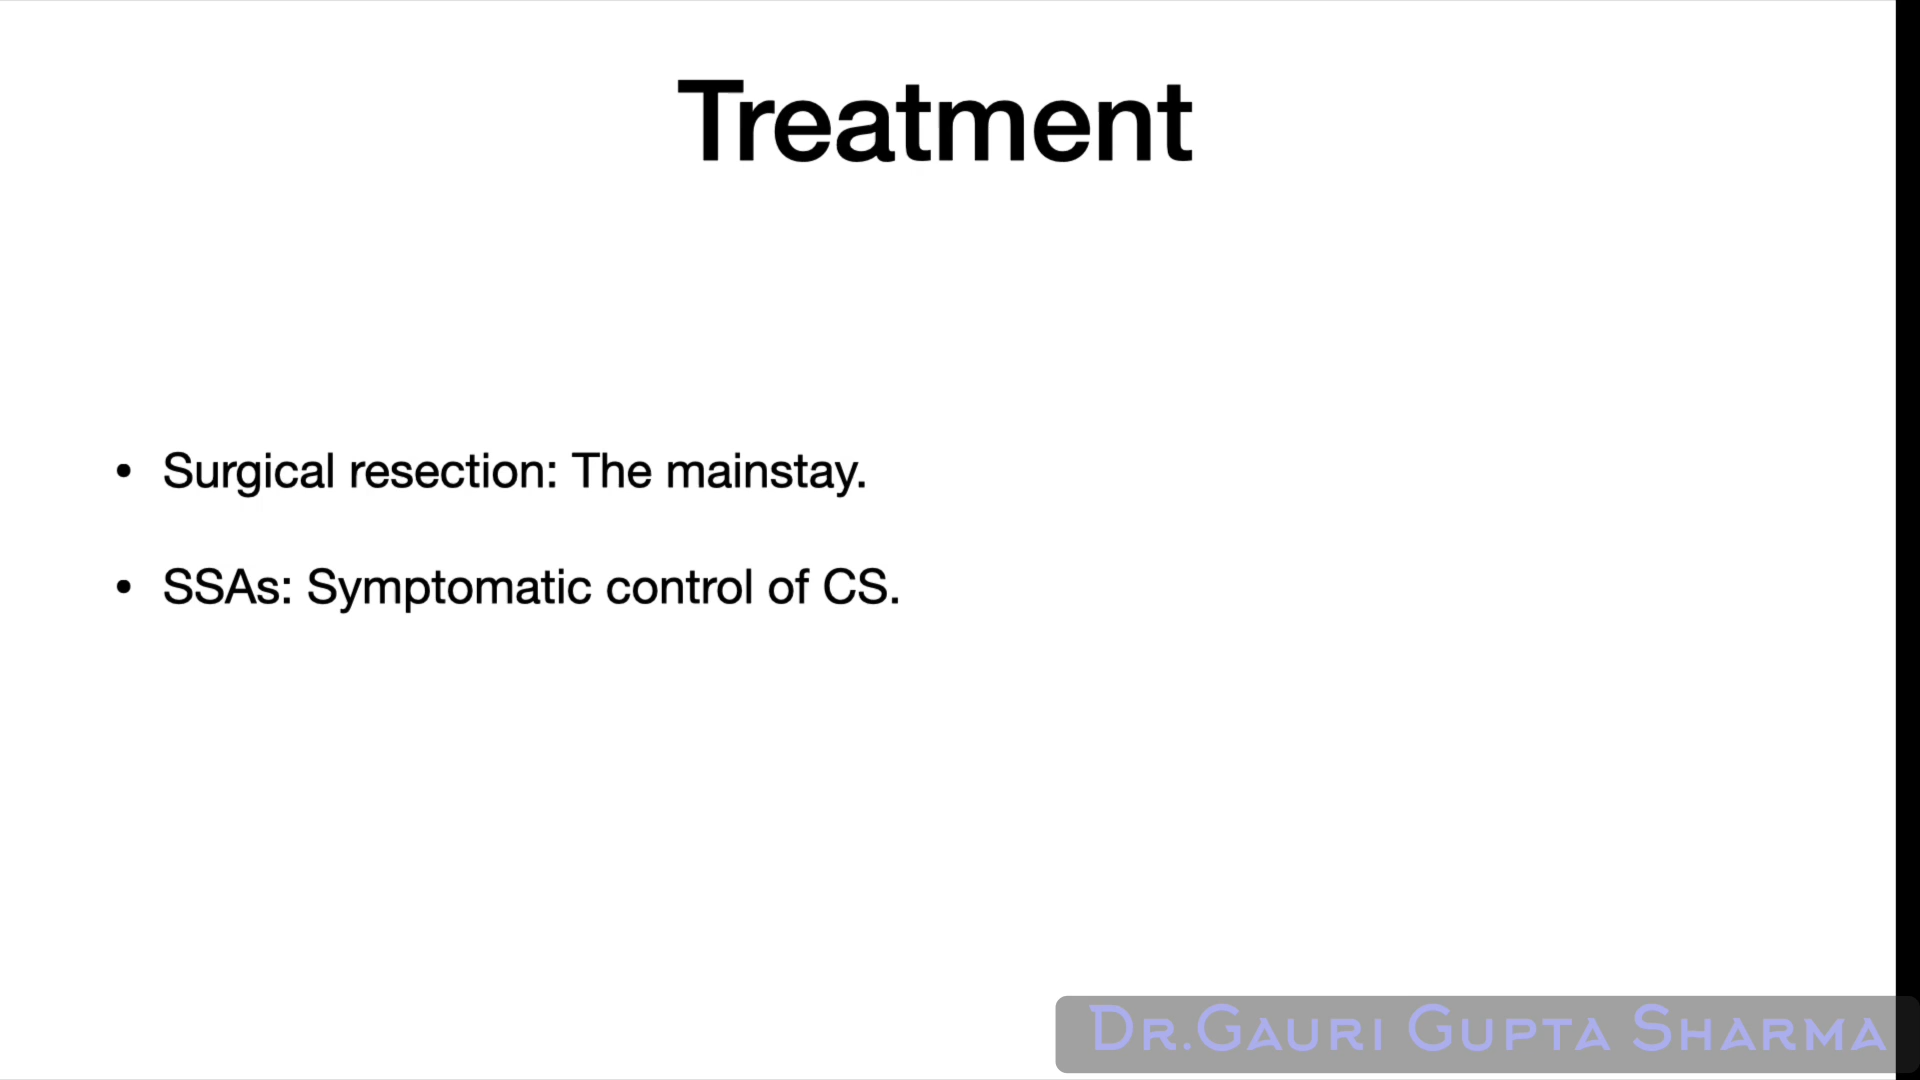 Treatment
• Surgical resection: The mainstay.
• SSAs: Symptomatic control of CS.
Dr.Gauri Gupta Sharma